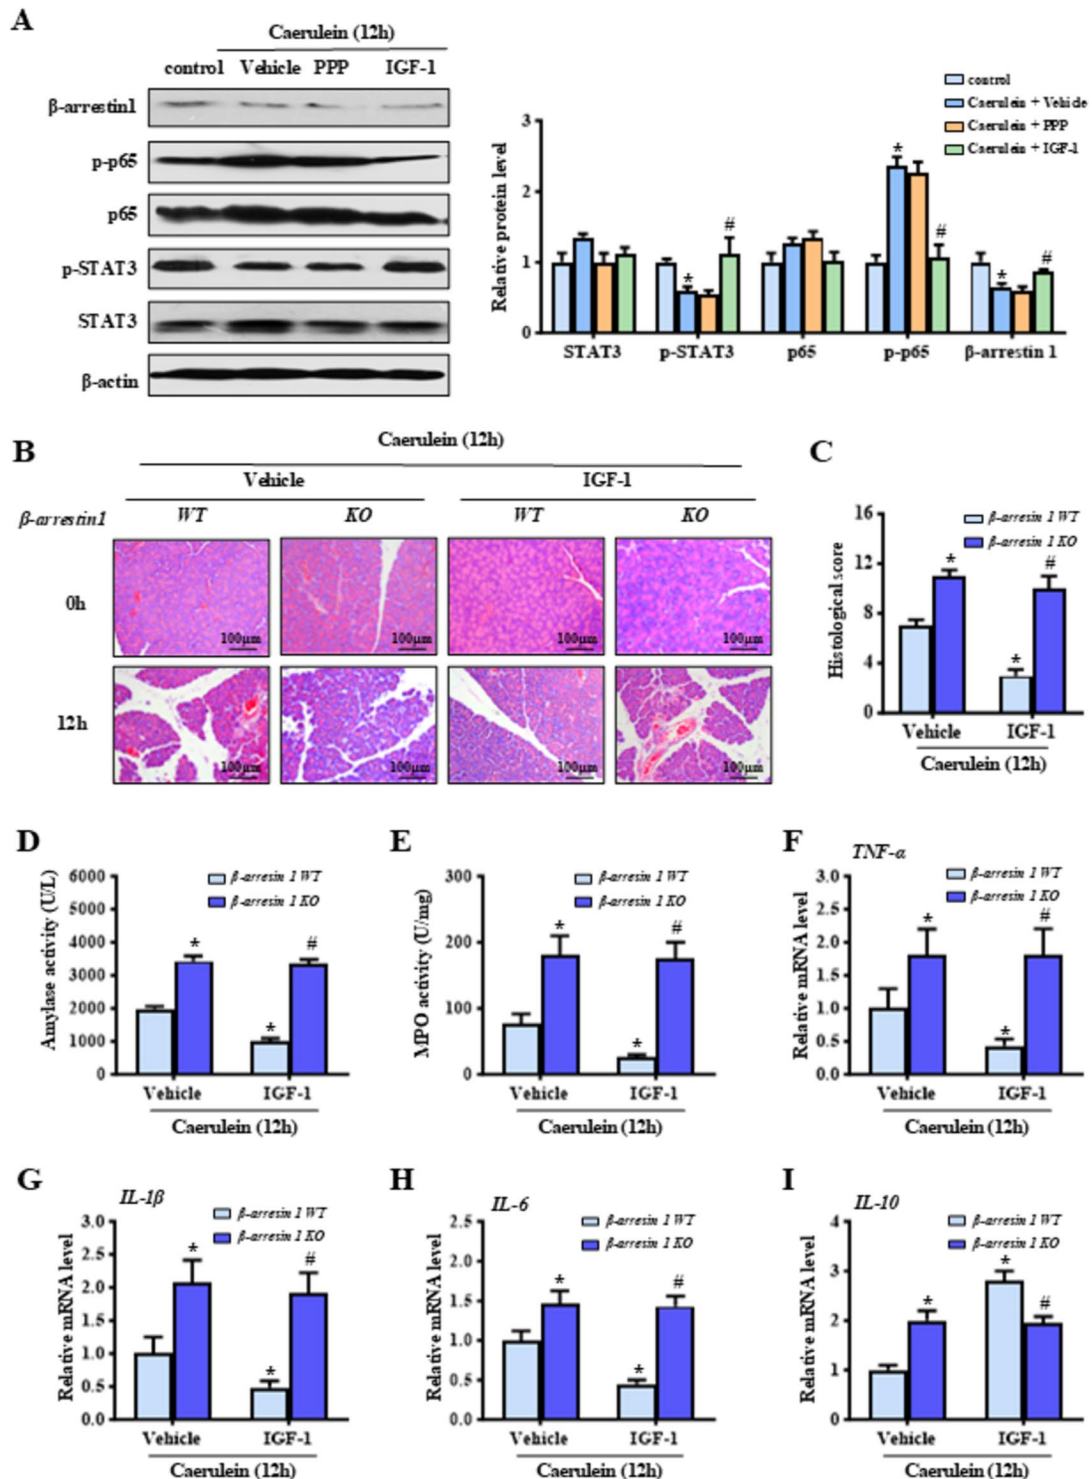 A
Caerulein (12h)
control Vehicle PPP IGF-1
β-arrestin1
p-p65
p65
p-STAT3
STAT3
β-actin
control
Caerulein + Vehicle
Caerulein + PPP
Caerulein + IGF-1
Relative protein level
3
2
1
0
*
#
*
#
*
#
STAT3 p-STAT3 p65 p-p65 β-arrestin 1
B
Caerulein (12h)
Vehicle IGF-1
β-arrestin1 WT KO WT KO
0h
100μm 100μm 100μm 100μm
12h
100μm 100μm 100μm 100μm
C
β-arresin 1 WT
β-arresin 1 KO
Histological score
16
12
8
4
0
* * #
Vehicle IGF-1
Caerulein (12h)
D
β-arresin 1 WT
β-arresin 1 KO
Amylase activity (U/L)
6000
5000
4000
3000
2000
1000
0
* * #
Vehicle IGF-1
Caerulein (12h)
E
β-arresin 1 WT
β-arresin 1 KO
MPO activity (U/mg)
300
200
100
0
* * #
Vehicle IGF-1
Caerulein (12h)
F
TNF-α
β-arresin 1 WT
β-arresin 1 KO
Relative mRNA level
3.0
2.5
2.0
1.5
1.0
0.5
0.0
* * #
Vehicle IGF-1
Caerulein (12h)
G
IL-1β
β-arresin 1 WT
β-arresin 1 KO
Relative mRNA level
3.0
2.5
2.0
1.5
1.0
0.5
0.0
* * #
Vehicle IGF-1
Caerulein (12h)
H
IL-6
β-arresin 1 WT
β-arresin 1 KO
Relative mRNA level
2.5
2.0
1.5
1.0
0.5
0.0
* * #
Vehicle IGF-1
Caerulein (12h)
I
IL-10
β-arresin 1 WT
β-arresin 1 KO
Relative mRNA level
4
3
2
1
0
* * #
Vehicle IGF-1
Caerulein (12h)